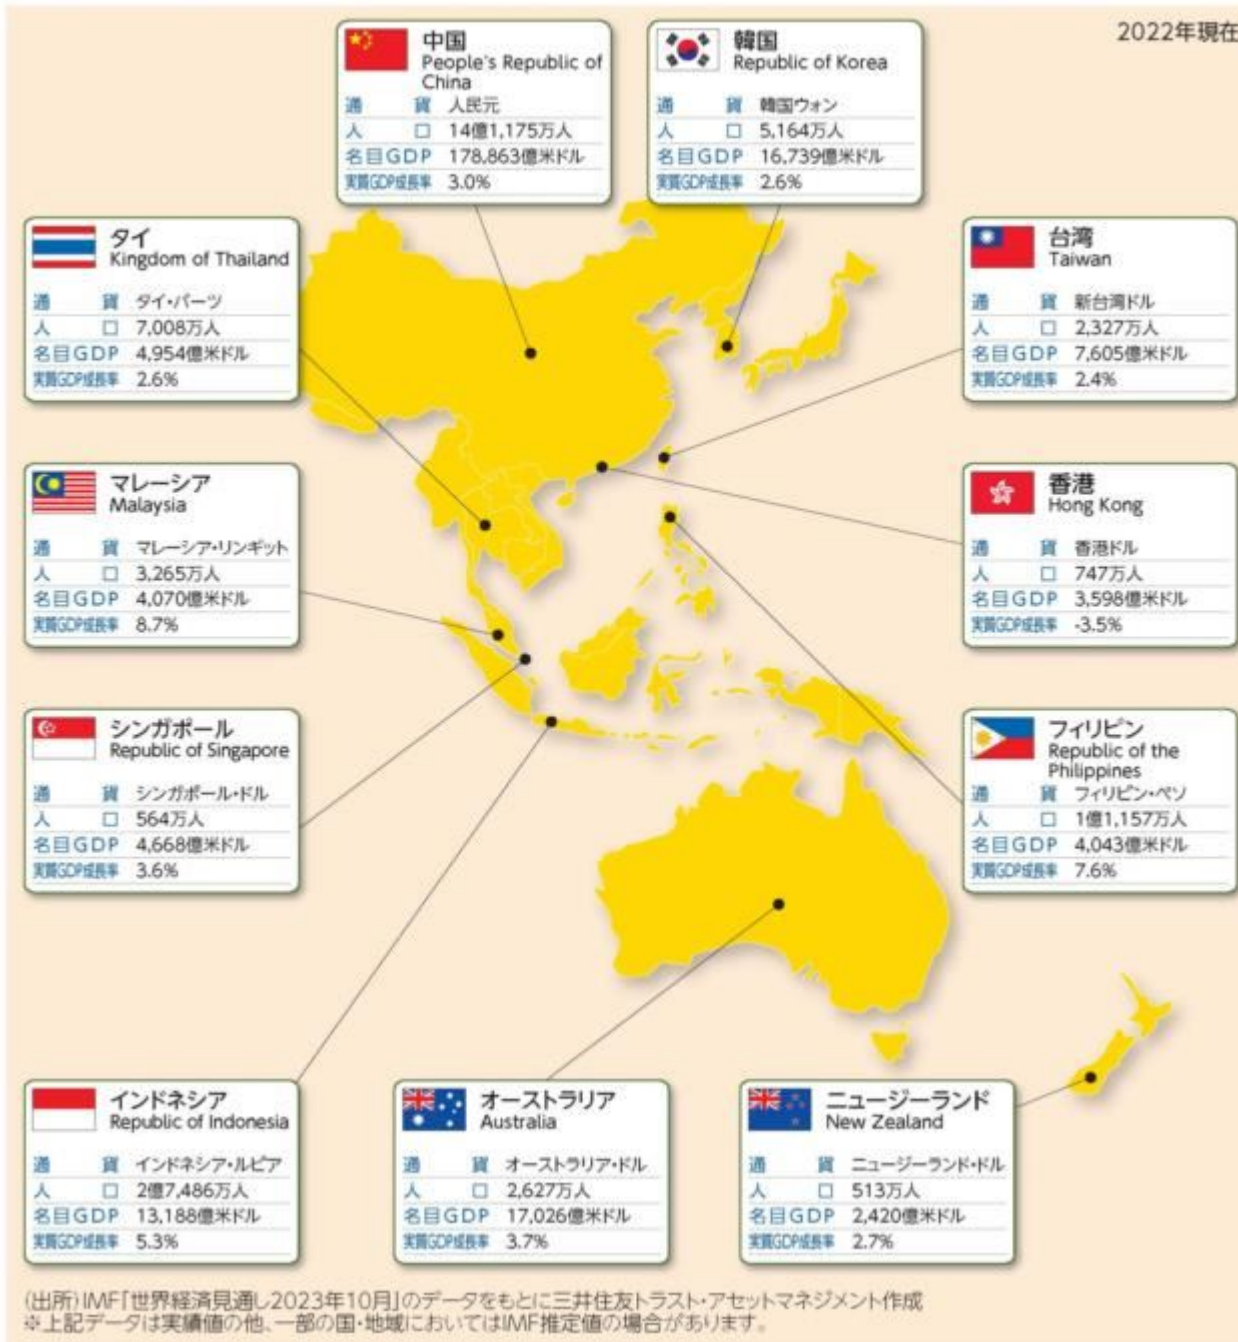 2022年現在
中国
People's Republic of
China
通貨 人民元
人口 14億1,175万人
名目GDP 178,863億米ドル
実質GDP成長率 3.0%
韓国
Republic of Korea
通貨 韓国ウォン
人口 5,164万人
名目GDP 16,739億米ドル
実質GDP成長率 2.6%
タイ
Kingdom of Thailand
通貨 タイ・バーツ
人口 7,008万人
名目GDP 4,954億米ドル
実質GDP成長率 2.6%
台湾
Taiwan
通貨 新台湾ドル
人口 2,327万人
名目GDP 7,605億米ドル
実質GDP成長率 2.4%
マレーシア
Malaysia
通貨 マレーシア・リンギット
人口 3,265万人
名目GDP 4,070億米ドル
実質GDP成長率 8.7%
香港
Hong Kong
通貨 香港ドル
人口 747万人
名目GDP 3,598億米ドル
実質GDP成長率 -3.5%
シンガポール
Republic of Singapore
通貨 シンガポール・ドル
人口 564万人
名目GDP 4,668億米ドル
実質GDP成長率 3.6%
フィリピン
Republic of the
Philippines
通貨 フィリピン・ペソ
人口 1億1,157万人
名目GDP 4,043億米ドル
実質GDP成長率 7.6%
インドネシア
Republic of Indonesia
通貨 インドネシア・ルピア
人口 2億7,486万人
名目GDP 13,188億米ドル
実質GDP成長率 5.3%
オーストラリア
Australia
通貨 オーストラリア・ドル
人口 2,627万人
名目GDP 17,026億米ドル
実質GDP成長率 3.7%
ニュージーランド
New Zealand
通貨 ニュージーランド・ドル
人口 513万人
名目GDP 2,420億米ドル
実質GDP成長率 2.7%
(出所)IMF「世界経済見通し2023年10月」のデータをもとに三井住友トラスト・アセットマネジメント作成
※上記データは実績値の他、一部の国・地域においてはIMF推定値の場合があります。